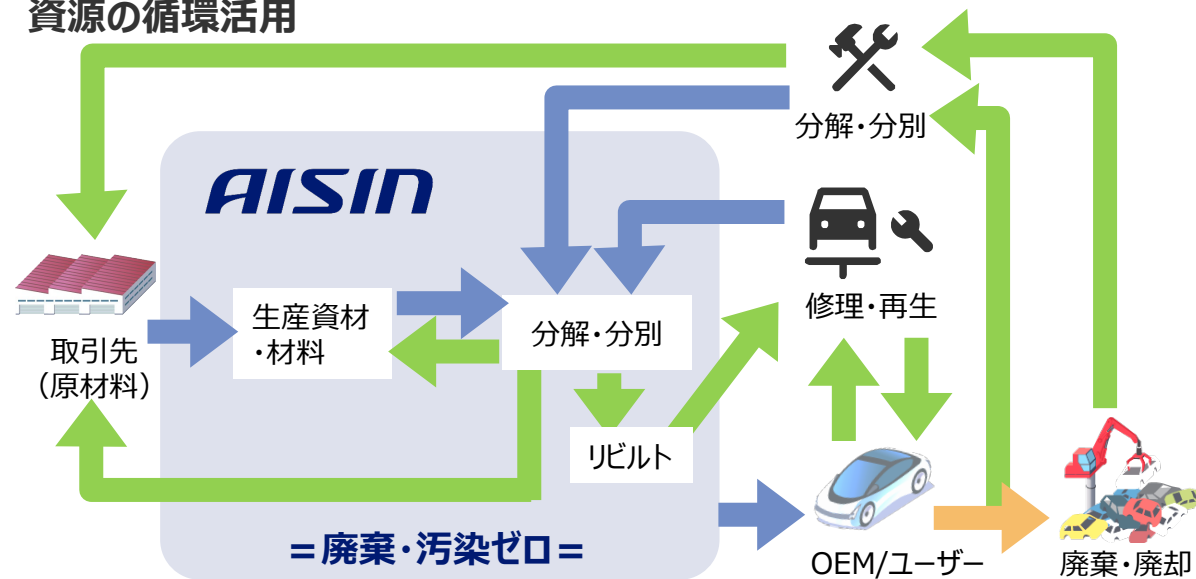 資源の循環活用
分解・分別
AISIN
修理・再生
生産資材
・材料
分解・分別
取引先
（原材料）
リビルト
＝廃棄・汚染ゼロ＝
OEM/ユーザー
廃棄・廃却